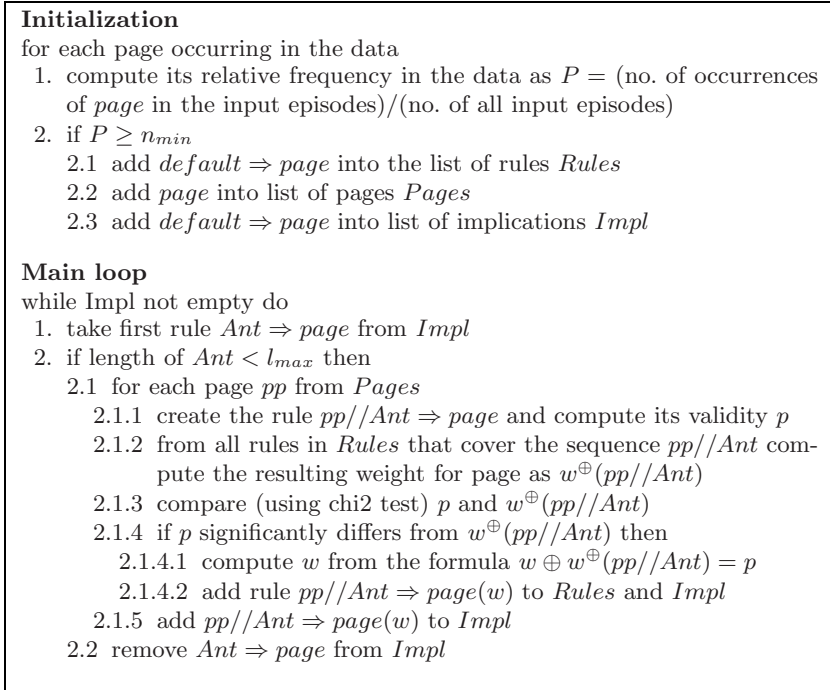 Initialization
for each page occurring in the data
1. compute its relative frequency in the data as P = (no. of occurrences
of page in the input episodes)/(no. of all input episodes)
2. if P ≥ n_min
2.1 add default ⇒ page into the list of rules Rules
2.2 add page into list of pages Pages
2.3 add default ⇒ page into list of implications Impl
Main loop
while Impl not empty do
1. take first rule Ant ⇒ page from Impl
2. if length of Ant < l_max then
2.1 for each page pp from Pages
2.1.1 create the rule pp//Ant ⇒ page and compute its validity p
2.1.2 from all rules in Rules that cover the sequence pp//Ant com-
pute the resulting weight for page as w^⊕(pp//Ant)
2.1.3 compare (using chi2 test) p and w^⊕(pp//Ant)
2.1.4 if p significantly differs from w^⊕(pp//Ant) then
2.1.4.1 compute w from the formula w ⊕ w^⊕(pp//Ant) = p
2.1.4.2 add rule pp//Ant ⇒ page(w) to Rules and Impl
2.1.5 add pp//Ant ⇒ page(w) to Impl
2.2 remove Ant ⇒ page from Impl